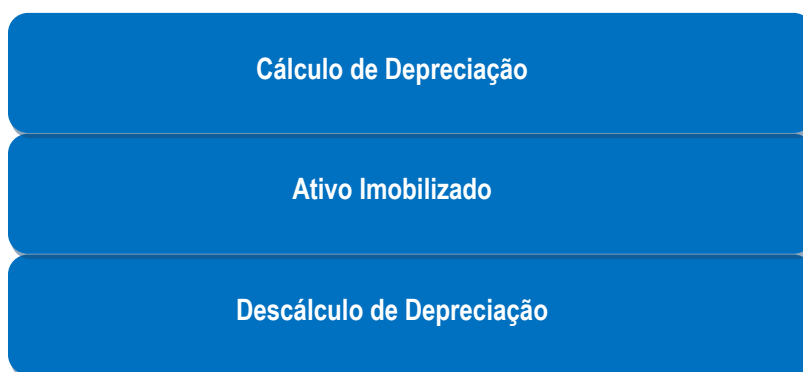 Cálculo de Depreciação
Ativo Imobilizado
Descálculo de Depreciação